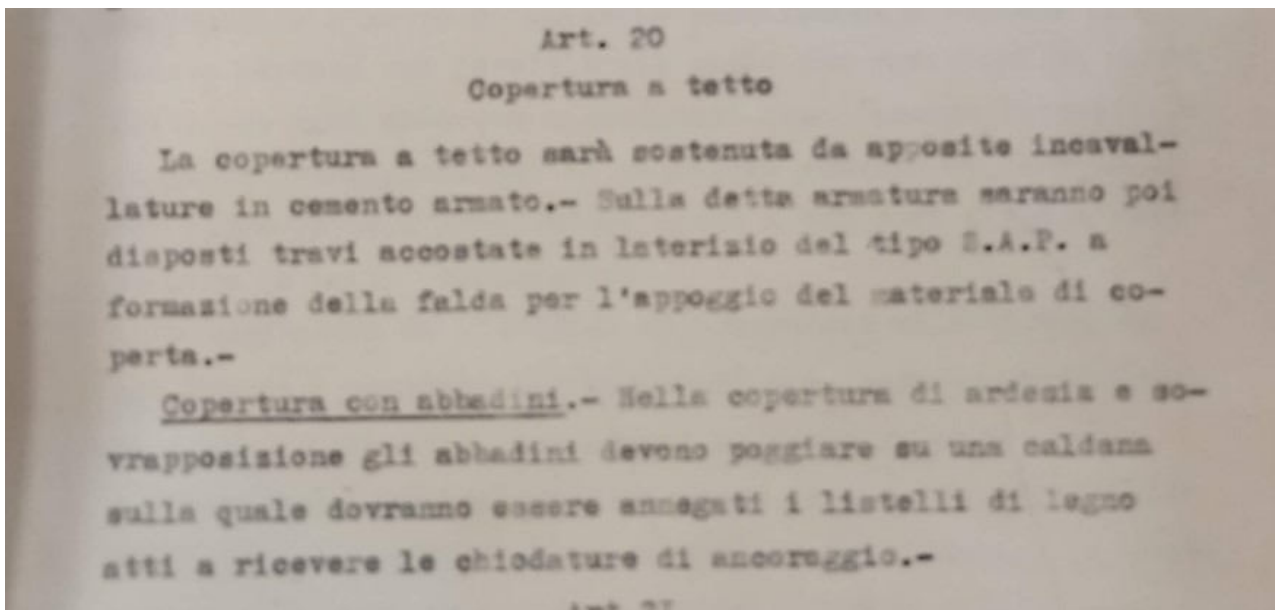 Art. 20
Copertura a tetto
La copertura a tetto sarà sostenuta da apposite incaval-
lature in cemento armato.- Sulla detta armatura saranno poi
disposti travi accostate in laterizio del tipo S.A.P. a
formazione della falda per l'appoggio del materiale di co-
perta.-
Copertura con abbadini.- Nella copertura di ardesia e so-
vrapposizione gli abbadini devono poggiare su una caldana
sulla quale dovranno essere annegati i listelli di legno
atti a ricevere le chiodature di ancoraggio.-
Art 21